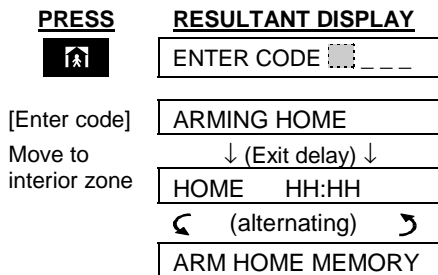 PRESS RESULTANT DISPLAY
ENTER CODE _ _ _
[Enter code] ARMING HOME
Move to ↓ (Exit delay) ↓
interior zone HOME HH:HH
(alternating)
ARM HOME MEMORY